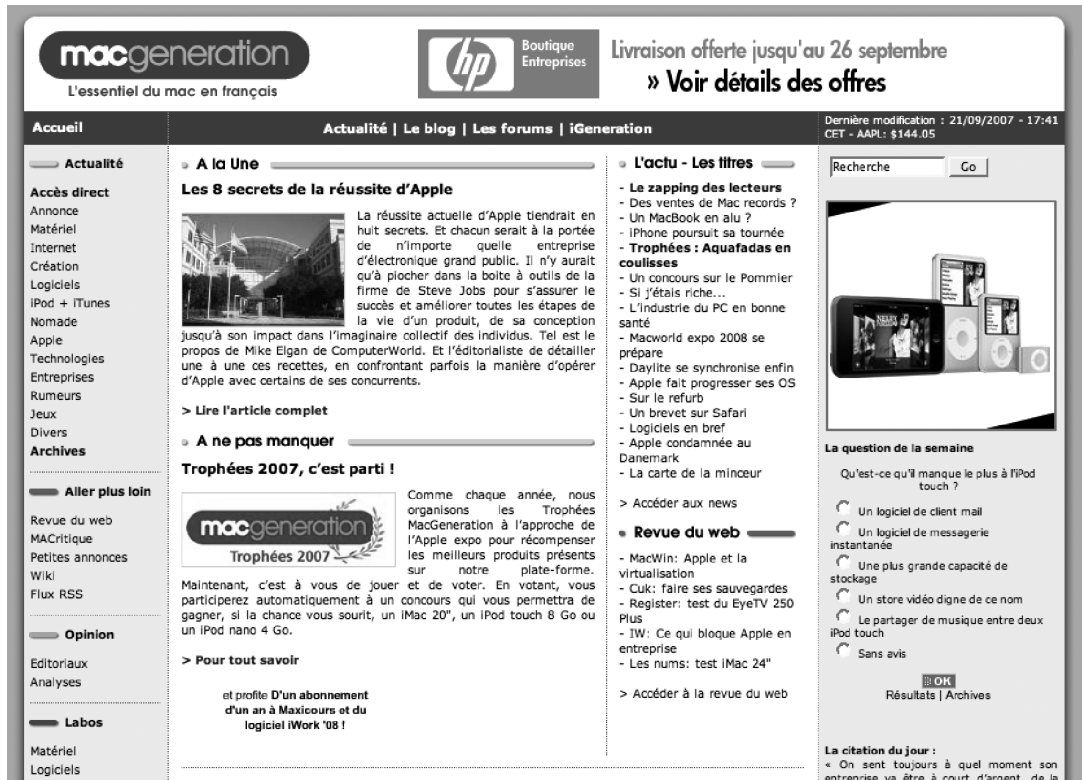 macgeneration
L'essentiel du mac en français
hp
Boutique
Entreprises
Livraison offerte jusqu'au 26 septembre
» Voir détails des offres
Accueil
Actualité | Le blog | Les forums | iGeneration
Dernière modification : 21/09/2007 - 17:41
CET - AAPL: $144.05
Actualité
Accès direct
Annonce
Matériel
Internet
Création
Logiciels
iPod + iTunes
Nomade
Apple
Technologies
Entreprises
Rumeurs
Jeux
Divers
Archives
Aller plus loin
Revue du web
MACritique
Petites annonces
Wiki
Flux RSS
Opinion
Editoriaux
Analyses
Labos
Matériel
Logiciels
A la Une
Les 8 secrets de la réussite d'Apple
La réussite actuelle d'Apple tiendrait en
huit secrets. Et chacun serait à la portée
de n'importe quelle entreprise
d'électronique grand public. Il n'y aurait
qu'à piocher dans la boite à outils de la
firme de Steve Jobs pour s'assurer le
succès et améliorer toutes les étapes de
la vie d'un produit, de sa conception
jusqu'à son impact dans l'imaginaire collectif des individus. Tel est le
propos de Mike Elgan de ComputerWorld. Et l'éditorialiste de détailler
une à une ces recettes, en confrontant parfois la manière d'opérer
d'Apple avec certains de ses concurrents.
> Lire l'article complet
A ne pas manquer
Trophées 2007, c'est parti !
macgeneration
Trophées 2007
Comme chaque année, nous
organisons les Trophées
MacGeneration à l'approche de
l'Apple expo pour récompenser
les meilleurs produits présents
sur notre plate-forme.
Maintenant, c'est à vous de jouer et de voter. En votant, vous
participerez automatiquement à un concours qui vous permettra de
gagner, si la chance vous sourit, un iMac 20", un iPod touch 8 Go ou
un iPod nano 4 Go.
> Pour tout savoir
et profite D'un abonnement
d'un an à Maxicours et du
logiciel iWork '08 !
L'actu - Les titres
- Le zapping des lecteurs
- Des ventes de Mac records ?
- Un MacBook en alu ?
- iPhone poursuit sa tournée
- Trophées : Aquafadas en
coulisses
- Un concours sur le Pommier
- Si j'étais riche...
- L'industrie du PC en bonne
santé
- Macworld expo 2008 se
prépare
- Daylite se synchronise enfin
- Apple fait progresser ses OS
- Sur le refurb
- Un brevet sur Safari
- Logiciels en bref
- Apple condamnée au
Danemark
- La carte de la minceur
> Accéder aux news
Revue du web
- MacWin: Apple et la
virtualisation
- Cuk: faire ses sauvegardes
- Register: test du EyeTV 250
Plus
- IW: Ce qui bloque Apple en
entreprise
- Les nums: test iMac 24"
> Accéder à la revue du web
Recherche
Go
La question de la semaine
Qu'est-ce qu'il manque le plus à l'iPod
touch ?
Un logiciel de client mail
Un logiciel de messagerie
instantanée
Une plus grande capacité de
stockage
Un store vidéo digne de ce nom
Le partager de musique entre deux
iPod touch
Sans avis
OK
Résultats | Archives
La citation du jour :
« On sent toujours à quel moment son
entreprise va être à court d'argent, de la